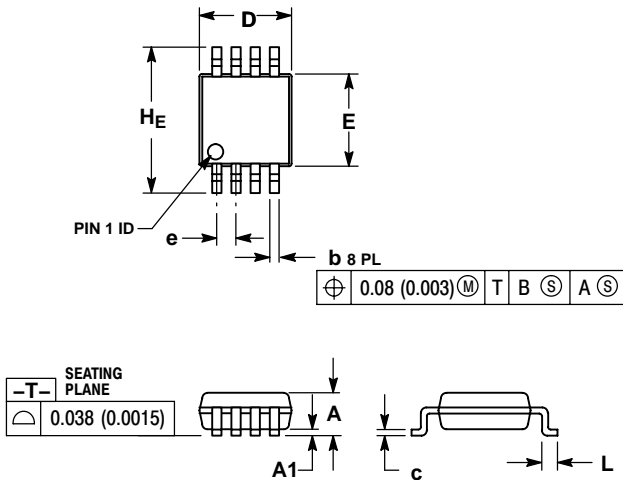 D
HE
E
PIN 1 ID
e
b 8 PL
⌖ 0.08 (0.003) Ⓜ T B Ⓢ A Ⓢ
–T– SEATING PLANE
0.038 (0.0015)
A
A1
c
L